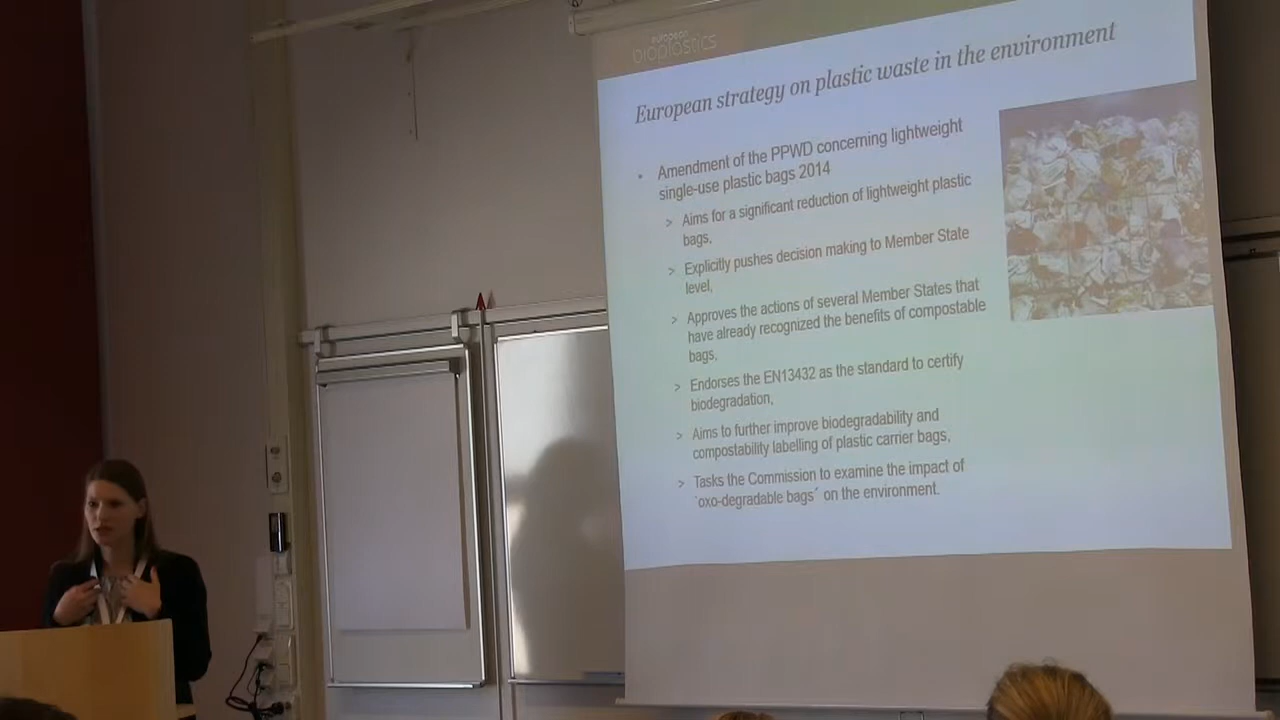 european
bioplastics
European strategy on plastic waste in the environment
• Amendment of the PPWD concerning lightweight
single-use plastic bags 2014
> Aims for a significant reduction of lightweight plastic
bags,
> Explicitly pushes decision making to Member State
level,
> Approves the actions of several Member States that
have already recognized the benefits of compostable
bags,
> Endorses the EN13432 as the standard to certify
biodegradation,
> Aims to further improve biodegradability and
compostability labelling of plastic carrier bags,
> Tasks the Commission to examine the impact of
`oxo-degradable bags´ on the environment.